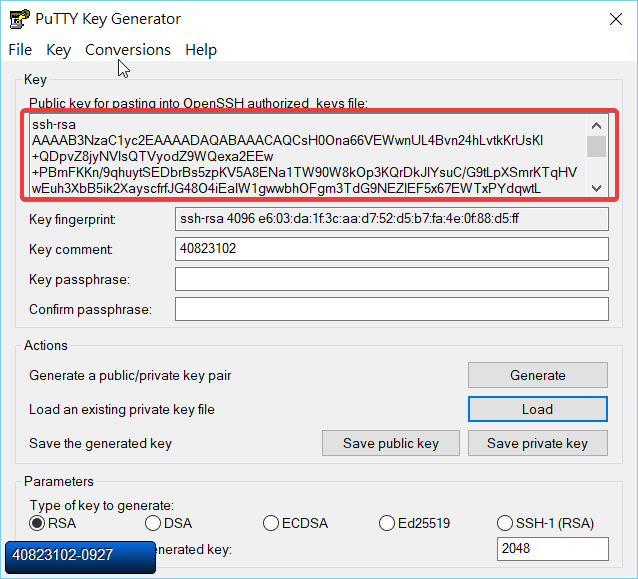 PuTTY Key Generator
File Key Conversions Help
Key
Public key for pasting into OpenSSH authorized_keys file:
ssh-rsa
AAAAB3NzaC1yc2EAAAADAQABAAACAQCsH0Ona66VEWwnUL4Bvn24hLvtkKrUsKI
+QDpvZ8jyNVIsQTVyodZ9WQexa2EEw
+PBmFKKn/9qhuytSEDbrBs5zpKV5A8ENa1TW90W8kOp3KQrDkJlYsuC/G9tLpXSmrKTqHV
wEuh3XbB5ik2XayscfrfJG48O4iEaIW1gwwbhOFgm3TdG9NEZIEF5x67EWTxPYdqwtL
Key fingerprint: ssh-rsa 4096 e6:03:da:1f:3c:aa:d7:52:d5:b7:fa:4e:0f:88:d5:ff
Key comment: 40823102
Key passphrase:
Confirm passphrase:
Actions
Generate a public/private key pair Generate
Load an existing private key file Load
Save the generated key Save public key Save private key
Parameters
Type of key to generate:
RSA DSA ECDSA Ed25519 SSH-1 (RSA)
40823102-0927 enerated key: 2048